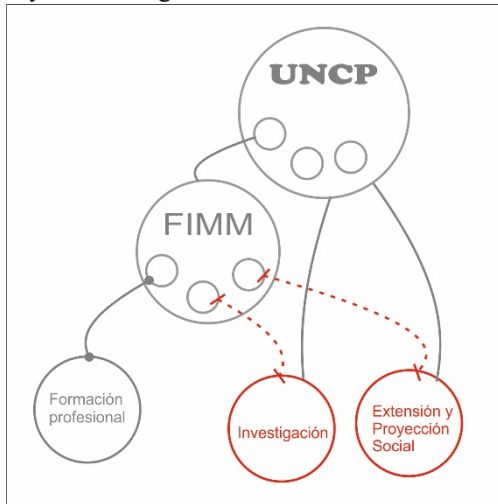 UNCP
FIMM
Formación
profesional
Investigación
Extensión y
Proyección
Social